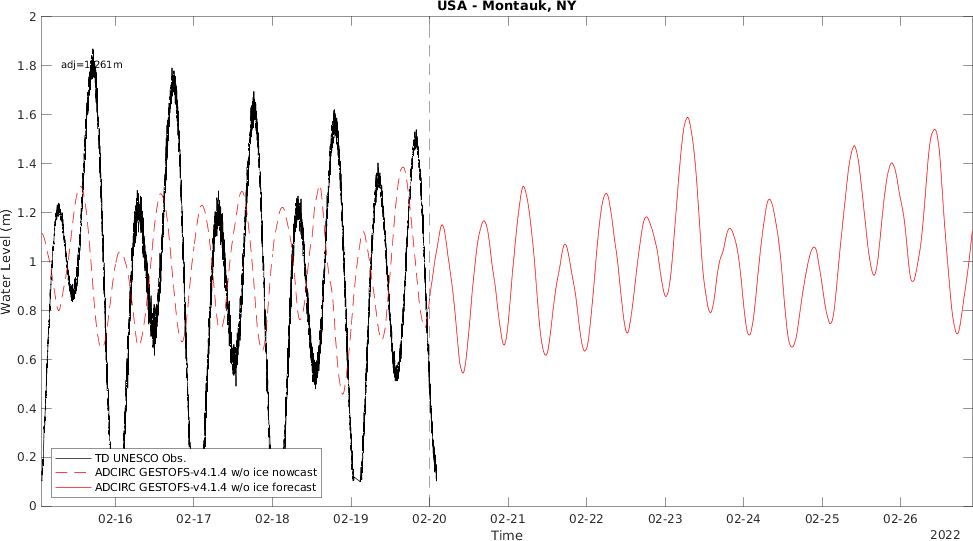 USA - Montauk, NY
2
1.8
1.6
1.4
1.2
1
0.8
0.6
0.4
0.2
0
Water Level (m)
adj=1.261m
TD UNESCO Obs.
ADCIRC GESTOFS-v4.1.4 w/o ice nowcast
ADCIRC GESTOFS-v4.1.4 w/o ice forecast
02-16 02-17 02-18 02-19 02-20 02-21 02-22 02-23 02-24 02-25 02-26
Time
2022